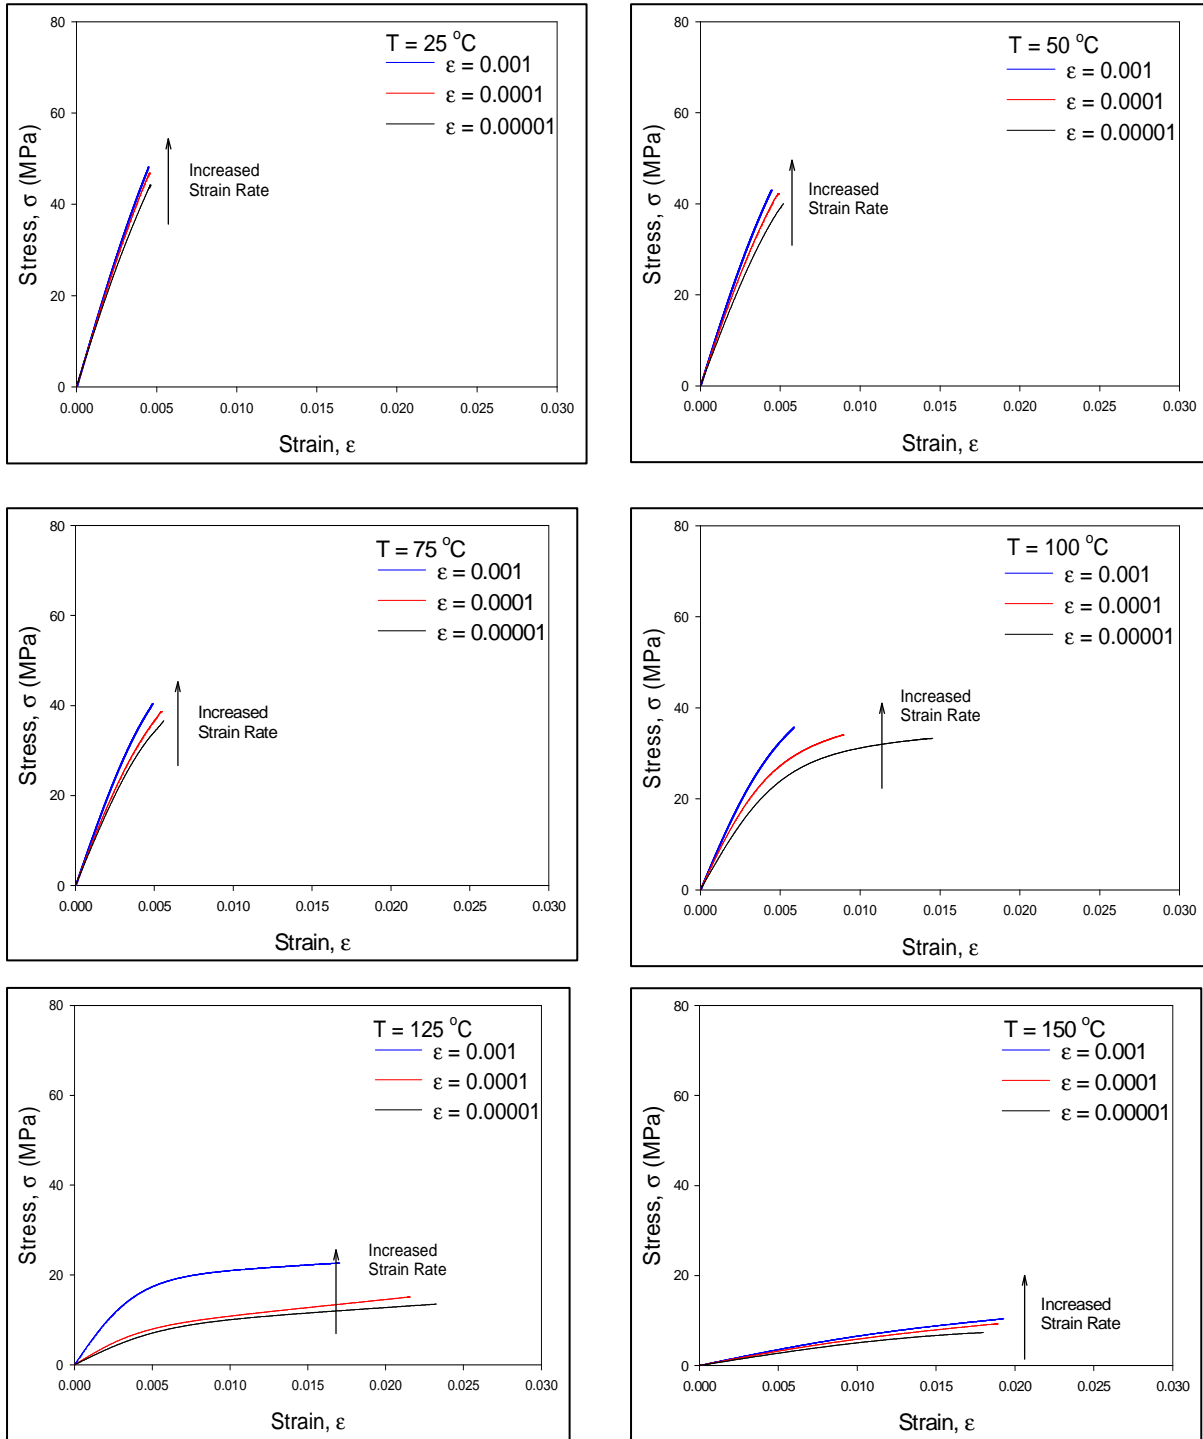 80
60
40
20
0
Stress, σ (MPa)
T = 25 °C
ε = 0.001
ε = 0.0001
ε = 0.00001
Increased
Strain Rate
0.000 0.005 0.010 0.015 0.020 0.025 0.030
Strain, ε
80
60
40
20
0
Stress, σ (MPa)
T = 50 °C
ε = 0.001
ε = 0.0001
ε = 0.00001
Increased
Strain Rate
0.000 0.005 0.010 0.015 0.020 0.025 0.030
Strain, ε
80
60
40
20
0
Stress, σ (MPa)
T = 75 °C
ε = 0.001
ε = 0.0001
ε = 0.00001
Increased
Strain Rate
0.000 0.005 0.010 0.015 0.020 0.025 0.030
Strain, ε
80
60
40
20
0
Stress, σ (MPa)
T = 100 °C
ε = 0.001
ε = 0.0001
ε = 0.00001
Increased
Strain Rate
0.000 0.005 0.010 0.015 0.020 0.025 0.030
Strain, ε
80
60
40
20
0
Stress, σ (MPa)
T = 125 °C
ε = 0.001
ε = 0.0001
ε = 0.00001
Increased
Strain Rate
0.000 0.005 0.010 0.015 0.020 0.025 0.030
Strain, ε
80
60
40
20
0
Stress, σ (MPa)
T = 150 °C
ε = 0.001
ε = 0.0001
ε = 0.00001
Increased
Strain Rate
0.000 0.005 0.010 0.015 0.020 0.025 0.030
Strain, ε